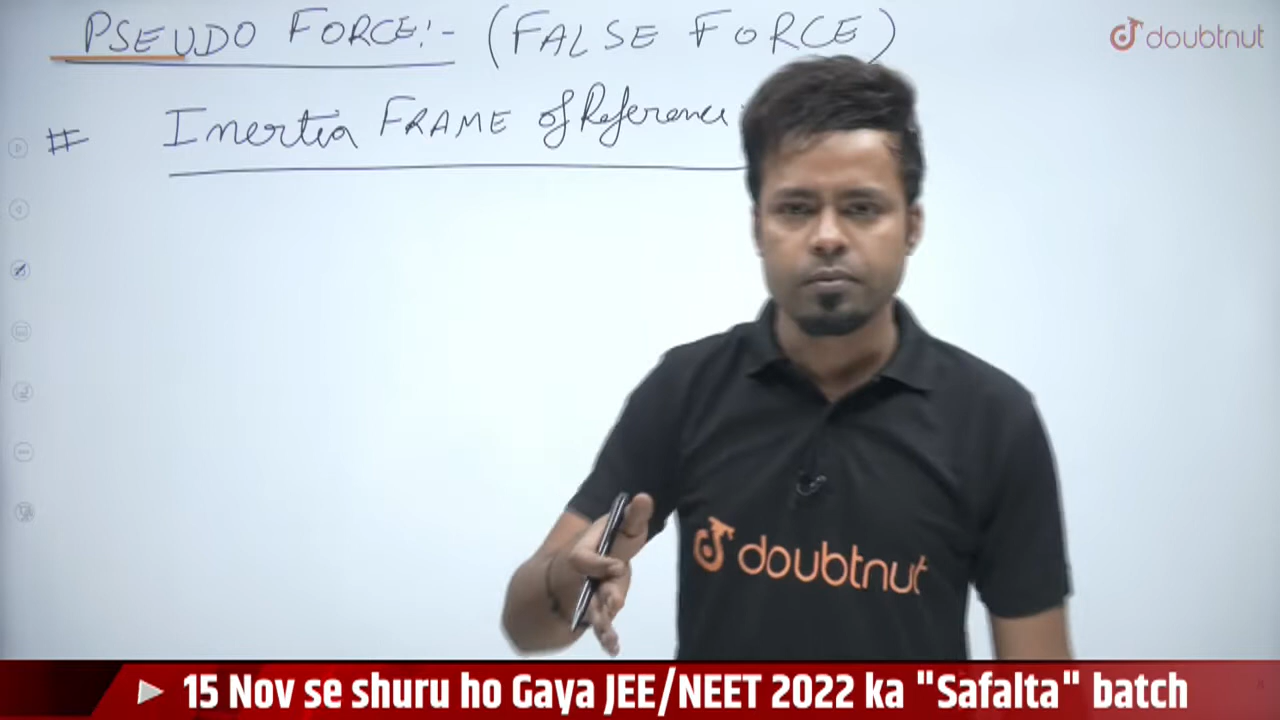 PSEUDO FORCE:- (FALSE FORCE)
doubtnut
# Inertia FRAME of Reference
doubtnut
15 Nov se shuru ho Gaya JEE/NEET 2022 ka "Safalta" batch